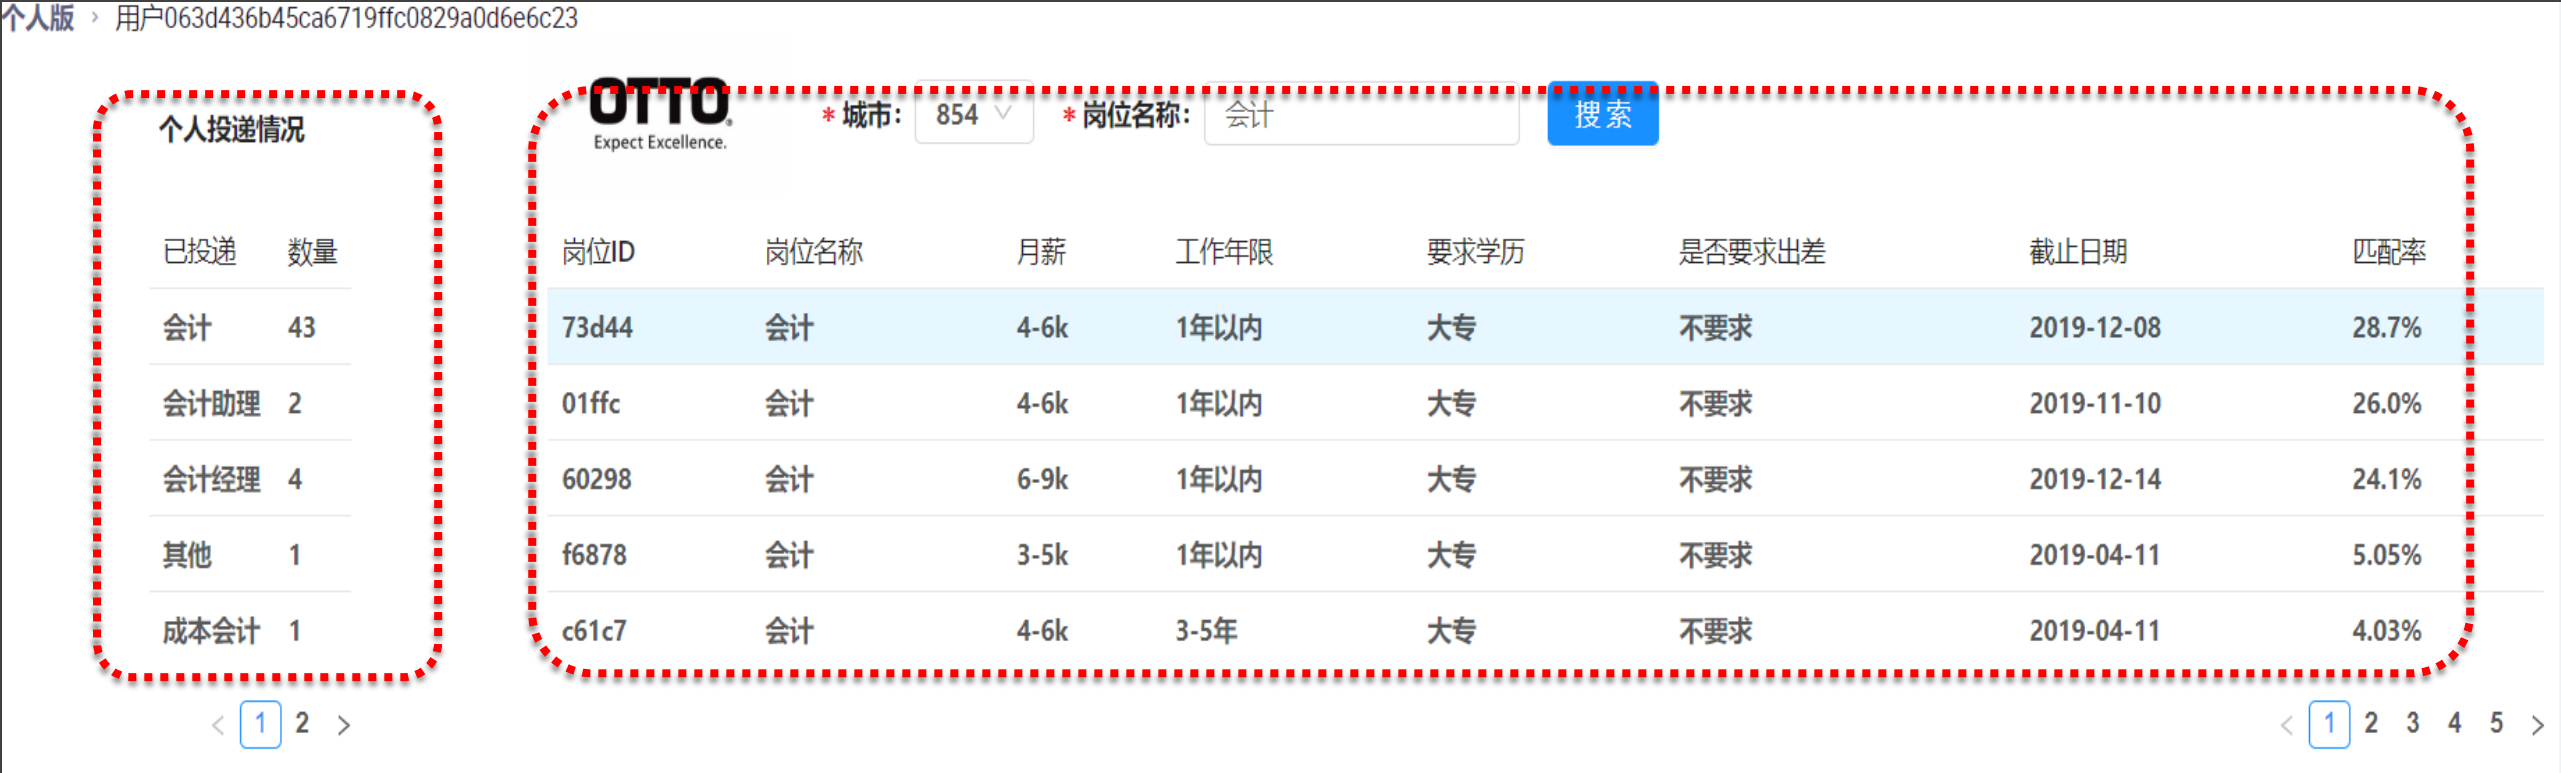 个人版 > 用户063d436b45ca6719ffc0829a0d6e6c23
个人投递情况
已投递 数量
会计 43
会计助理 2
会计经理 4
其他 1
成本会计 1
< 1 2 >
OTTO®
Expect Excellence.
* 城市: 854 * 岗位名称: 会计 搜索
岗位ID 岗位名称 月薪 工作年限 要求学历 是否要求出差 截止日期 匹配率
73d44 会计 4-6k 1年以内 大专 不要求 2019-12-08 28.7%
01ffc 会计 4-6k 1年以内 大专 不要求 2019-11-10 26.0%
60298 会计 6-9k 1年以内 大专 不要求 2019-12-14 24.1%
f6878 会计 3-5k 1年以内 大专 不要求 2019-04-11 5.05%
c61c7 会计 4-6k 3-5年 大专 不要求 2019-04-11 4.03%
< 1 2 3 4 5 >